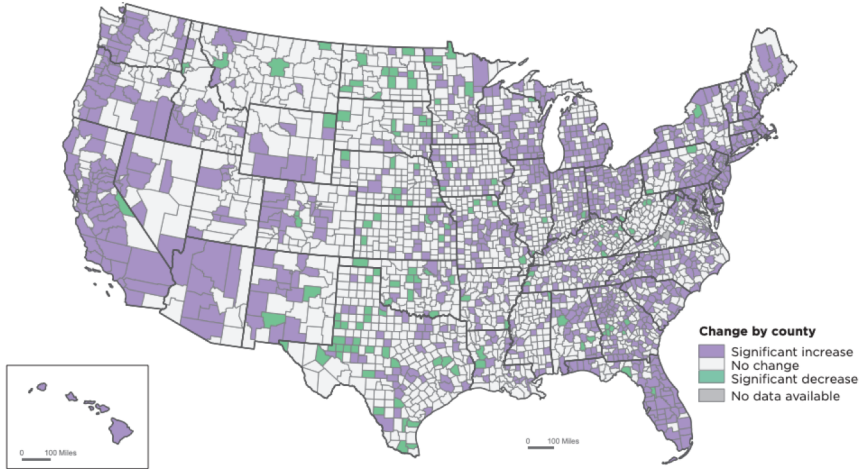 Change by county
Significant increase
No change
Significant decrease
No data available
0 100 Miles
0 100 Miles